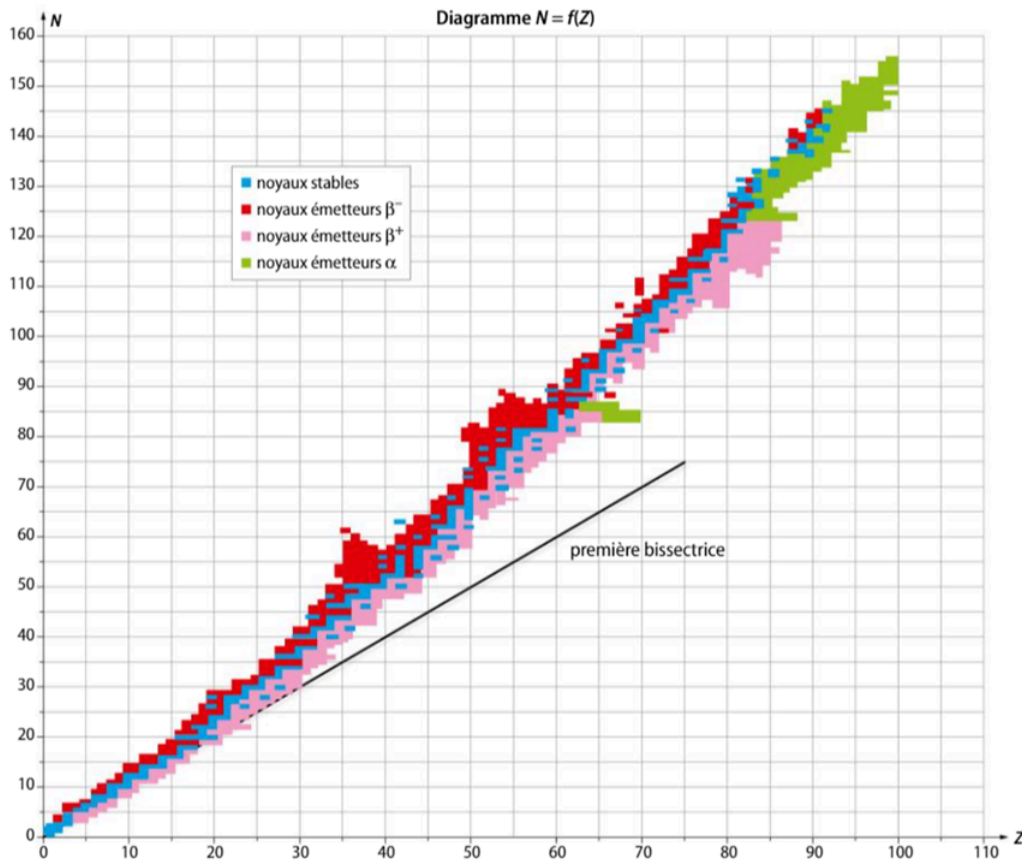 Diagramme N = f(Z)
N
160
150
140
130
120
110
100
90
80
70
60
50
40
30
20
10
0
noyaux stables
noyaux émetteurs β⁻
noyaux émetteurs β⁺
noyaux émetteurs α
première bissectrice
0 10 20 30 40 50 60 70 80 90 100 110
Z